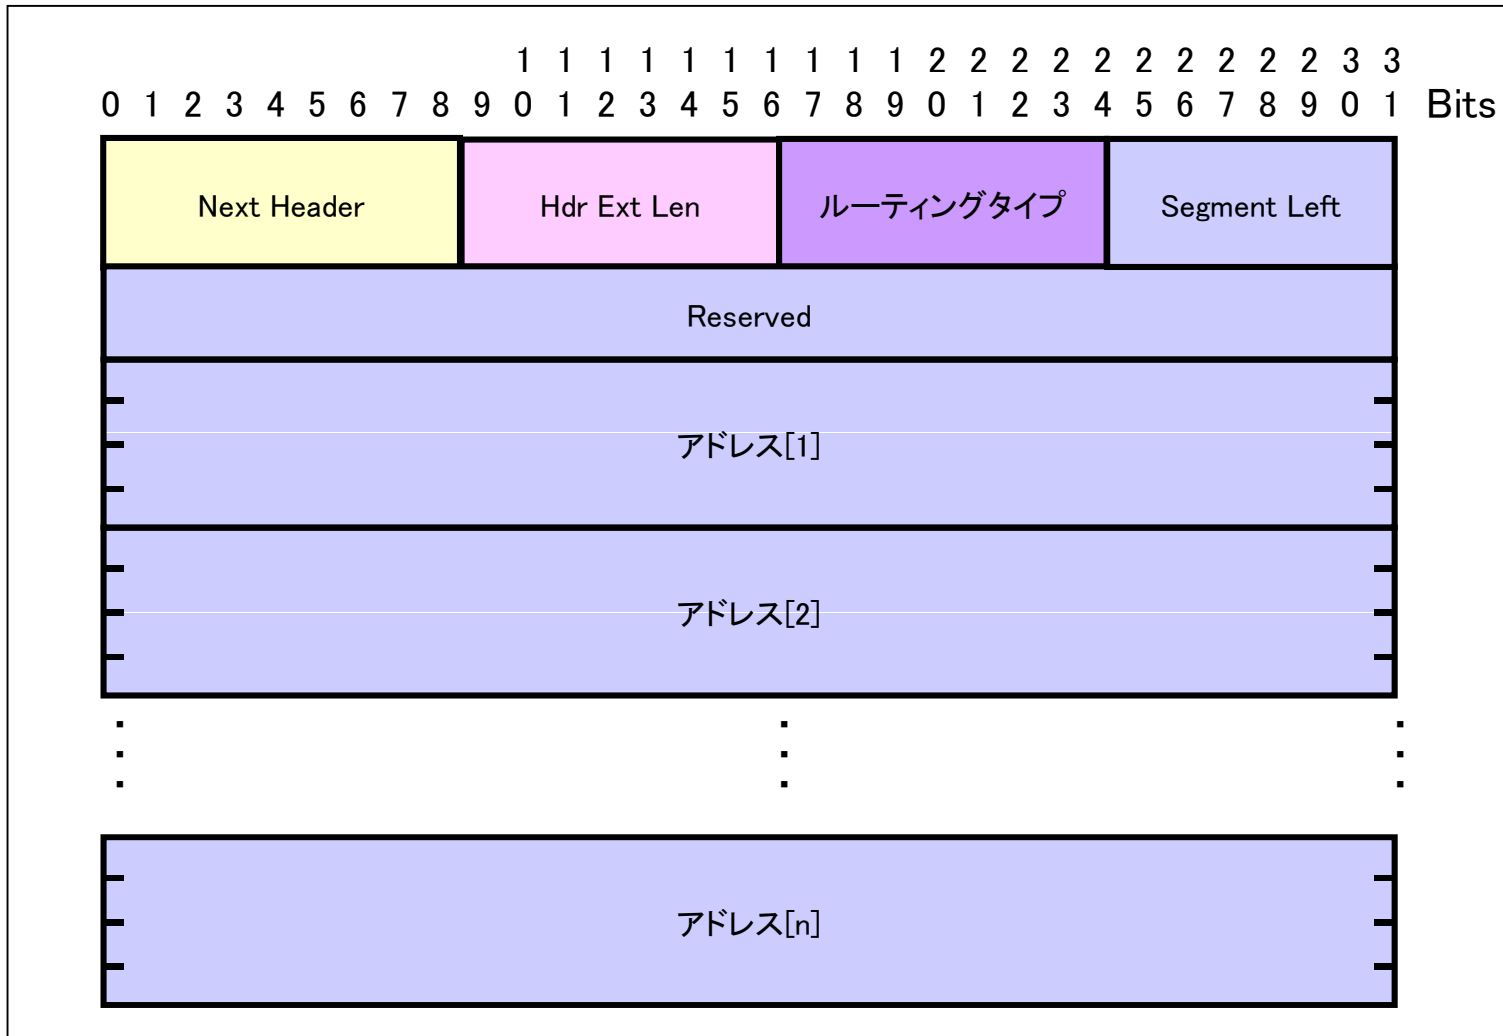 1 1 1 1 1 1 1 1 1 1 2 2 2 2 2 2 2 2 2 2 3 3
0 1 2 3 4 5 6 7 8 9 0 1 2 3 4 5 6 7 8 9 0 1 2 3 4 5 6 7 8 9 0 1 Bits
Next Header Hdr Ext Len ルーティングタイプ Segment Left
Reserved
アドレス[1]
アドレス[2]
アドレス[n]